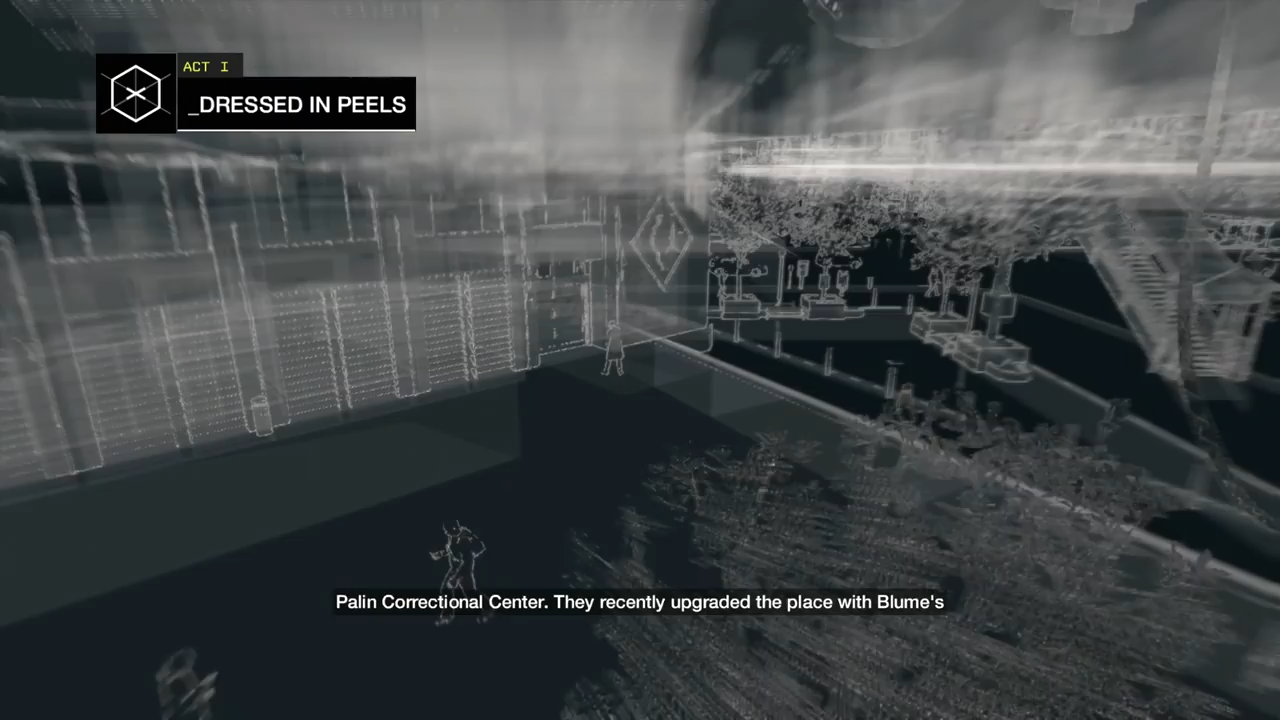 ACT I
_DRESSED IN PEELS
Palin Correctional Center. They recently upgraded the place with Blume's